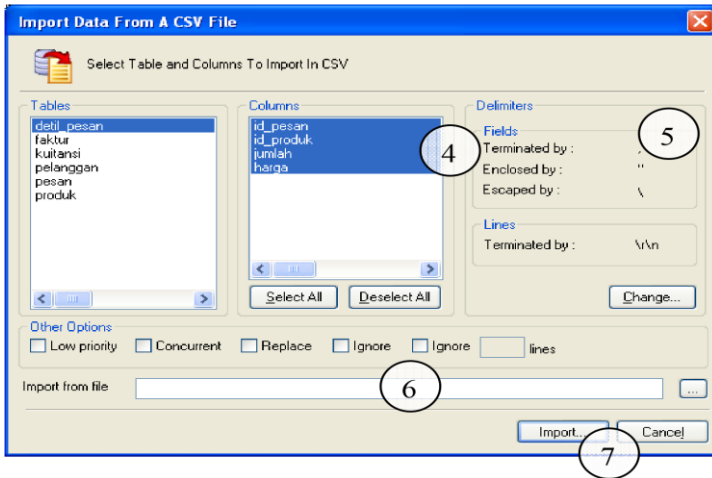 Import Data From A CSV File
Select Table and Columns To Import In CSV
Tables
detil_pesan
faktur
kuitansi
pelanggan
pesan
produk
Columns
id_pesan
id_produk
jumlah
harga
4
Select All
Deselect All
Delimiters
5
Fields
Terminated by : ,
Enclosed by : "
Escaped by : \
Lines
Terminated by : \r\n
Change...
Other Options
Low priority Concurrent Replace Ignore Ignore lines
Import from file 6 ...
Import... Cancel
7